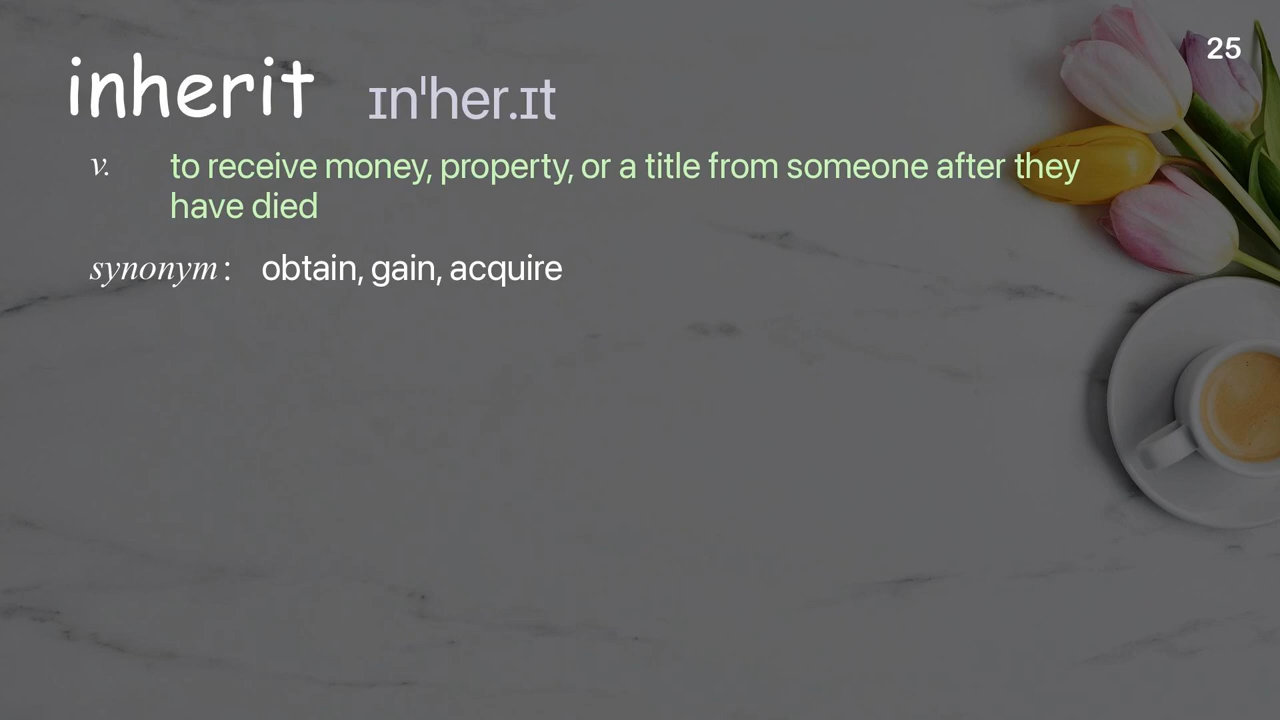 25
inherit ɪnˈher.ɪt
v. to receive money, property, or a title from someone after they
have died
synonym: obtain, gain, acquire